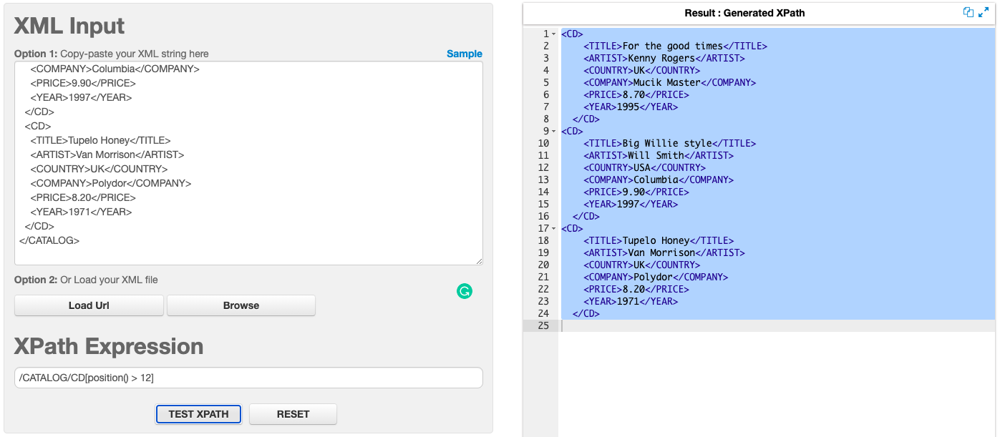 XML Input
Option 1: Copy-paste your XML string here
Sample
<COMPANY>Columbia</COMPANY>
<PRICE>9.90</PRICE>
<YEAR>1997</YEAR>
</CD>
<CD>
<TITLE>Tupelo Honey</TITLE>
<ARTIST>Van Morrison</ARTIST>
<COUNTRY>UK</COUNTRY>
<COMPANY>Polydor</COMPANY>
<PRICE>8.20</PRICE>
<YEAR>1971</YEAR>
</CD>
</CATALOG>
Option 2: Or Load your XML file
Load Url
Browse
XPath Expression
/CATALOG/CD[position() > 12]
TEST XPATH
RESET
Result : Generated XPath
1 <CD>
2 <TITLE>For the good times</TITLE>
3 <ARTIST>Kenny Rogers</ARTIST>
4 <COUNTRY>UK</COUNTRY>
5 <COMPANY>Mucik Master</COMPANY>
6 <PRICE>8.70</PRICE>
7 <YEAR>1995</YEAR>
8 </CD>
9 <CD>
10 <TITLE>Big Willie style</TITLE>
11 <ARTIST>Will Smith</ARTIST>
12 <COUNTRY>USA</COUNTRY>
13 <COMPANY>Columbia</COMPANY>
14 <PRICE>9.90</PRICE>
15 <YEAR>1997</YEAR>
16 </CD>
17 <CD>
18 <TITLE>Tupelo Honey</TITLE>
19 <ARTIST>Van Morrison</ARTIST>
20 <COUNTRY>UK</COUNTRY>
21 <COMPANY>Polydor</COMPANY>
22 <PRICE>8.20</PRICE>
23 <YEAR>1971</YEAR>
24 </CD>
25